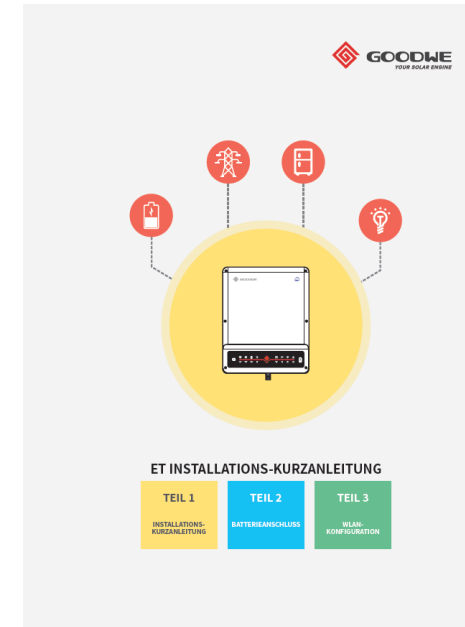 GOODWE
YOUR SOLAR ENGINE
ET INSTALLATIONS-KURZANLEITUNG
TEIL 1
INSTALLATIONS-
KURZANLEITUNG
TEIL 2
BATTERIEANSCHLUSS
TEIL 3
WLAN-
KONFIGURATION